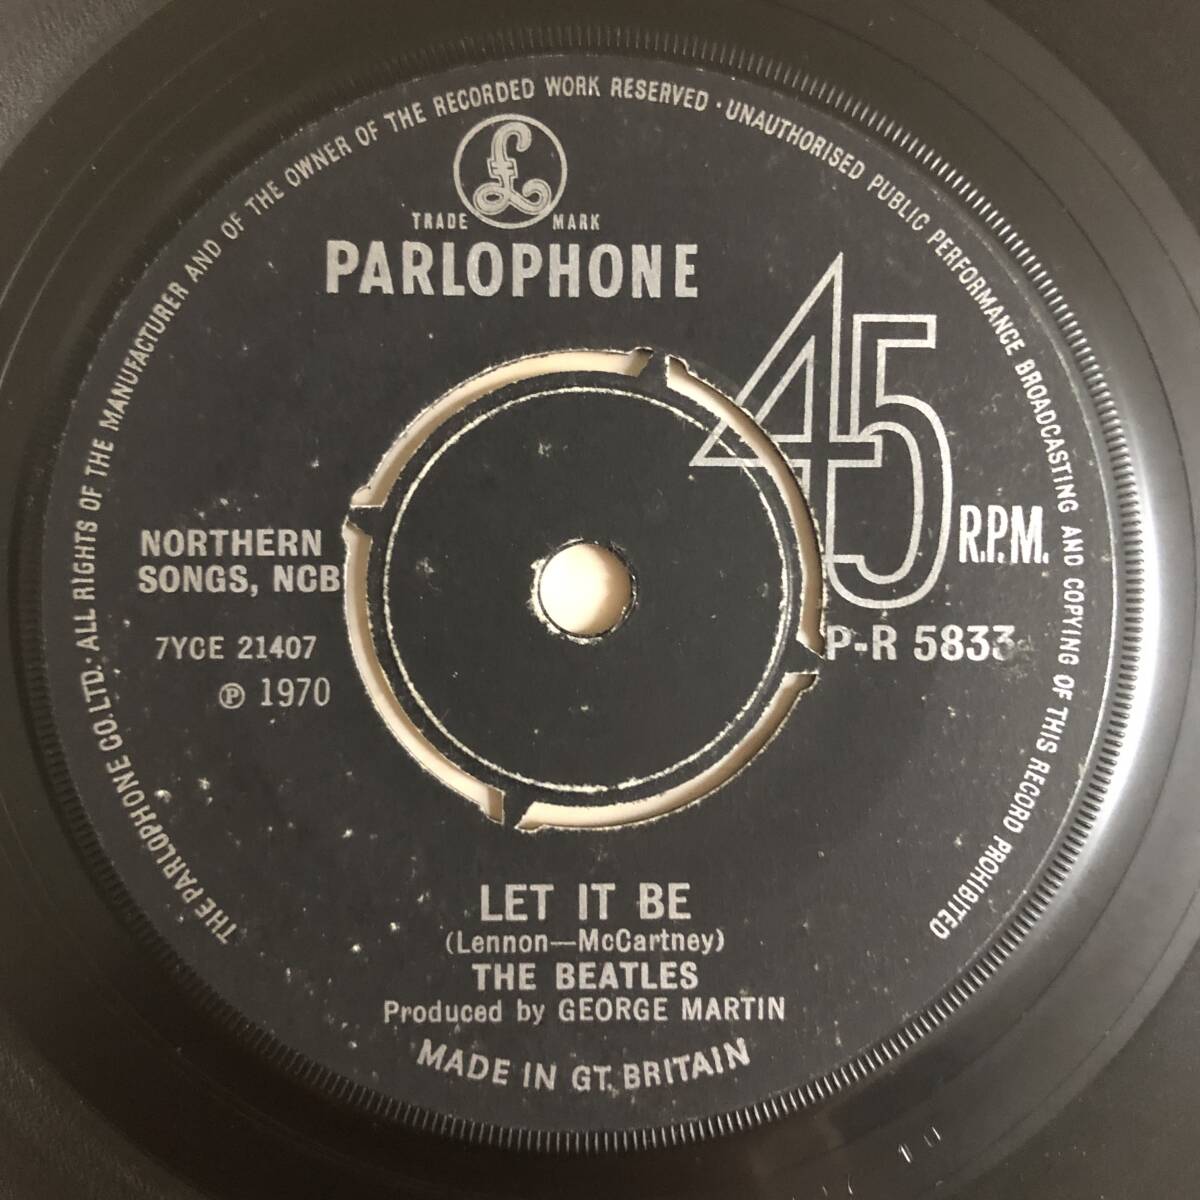 THE PARLOPHONE CO. LTD. · ALL RIGHTS OF THE MANUFACTURER AND OF THE OWNER OF THE RECORDED WORK RESERVED · UNAUTHORISED PUBLIC PERFORMANCE BROADCASTING AND COPYING OF THIS RECORD PROHIBITED
£
TRADE MARK
PARLOPHONE
45
R.P.M.
NORTHERN
SONGS, NCB
7YCE 21407
℗ 1970
P-R 5833
LET IT BE
(Lennon—McCartney)
THE BEATLES
Produced by GEORGE MARTIN
MADE IN GT. BRITAIN